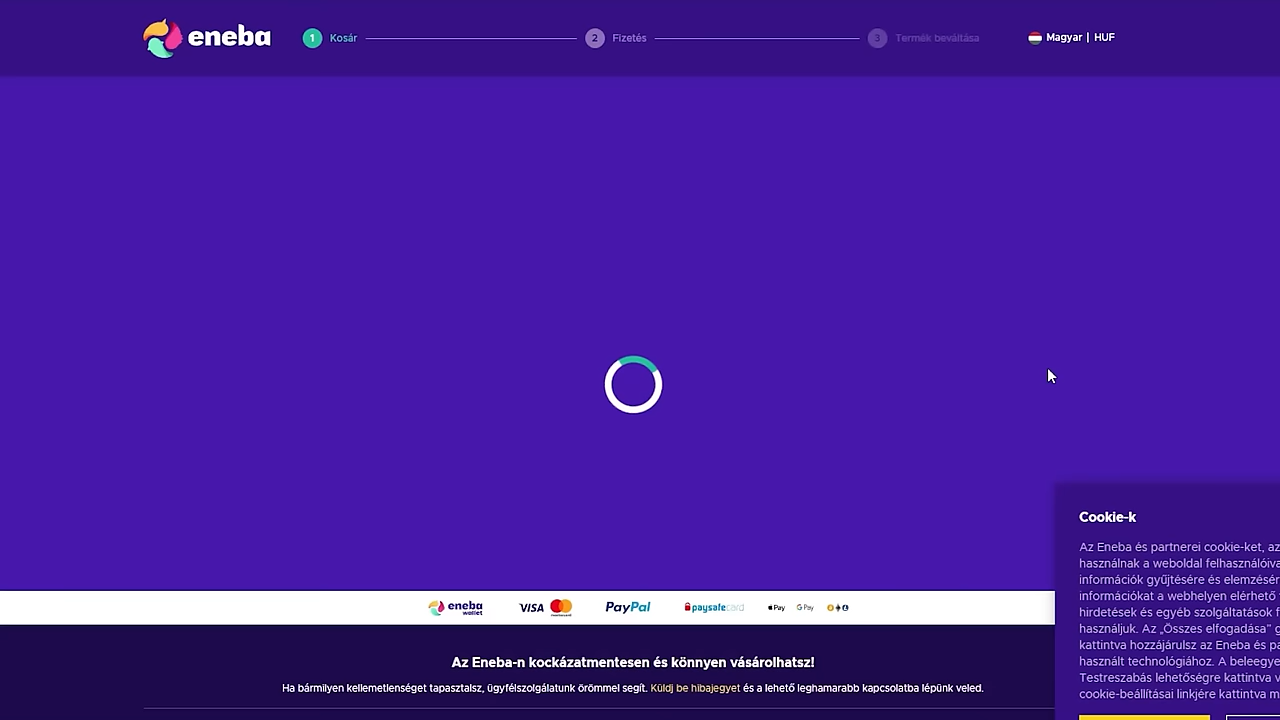 eneba
1 Kosár
2 Fizetés
3 Termék beváltása
Magyar | HUF
Cookie-k
Az Eneba és partnerei cookie-ket, az
használnak a weboldal felhasználóiva
információk gyűjtésére és elemzésér
információkat a webhelyen elérhető
hirdetések és egyéb szolgáltatások f
használjuk. Az „Összes elfogadása” g
kattintva hozzájárulsz az Eneba és pa
használt technológiához. A beleegye
Testreszabás lehetőségre kattintva v
cookie-beállításai linkjére kattintva m
eneba wallet
VISA
mastercard
PayPal
paysafecard
Pay
G Pay
Az Eneba-n kockázatmentesen és könnyen vásárolhatsz!
Ha bármilyen kellemetlenséget tapasztalsz, ügyfélszolgálatunk örömmel segít. Küldj be hibajegyet és a lehető leghamarabb kapcsolatba lépünk veled.